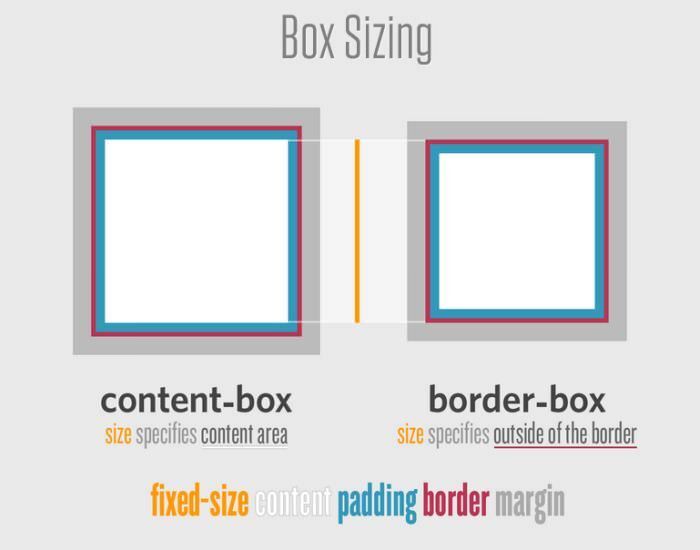 Box Sizing
content-box
size specifies content area
border-box
size specifies outside of the border
fixed-size content padding border margin